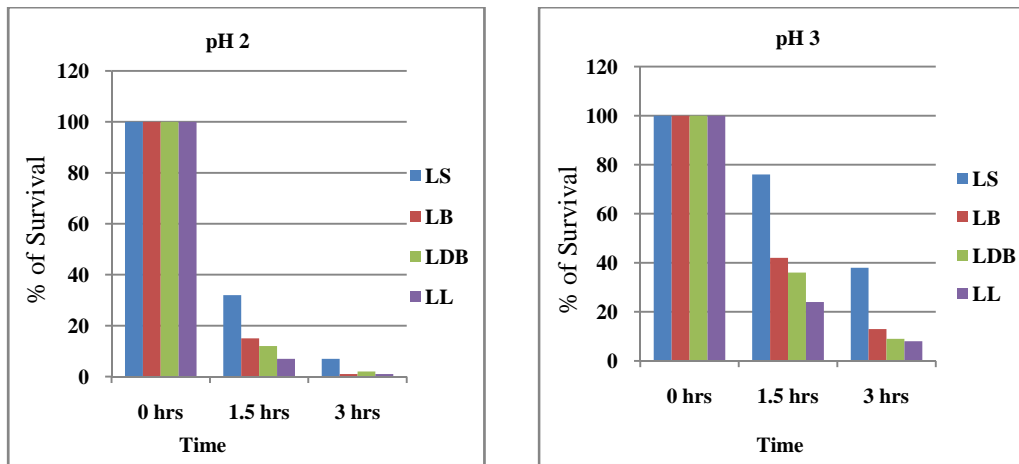 pH 2
120
100
80
60
40
20
0
% of Survival
0 hrs 1.5 hrs 3 hrs
Time
LS
LB
LDB
LL
pH 3
120
100
80
60
40
20
0
% of Survival
0 hrs 1.5 hrs 3 hrs
Time
LS
LB
LDB
LL